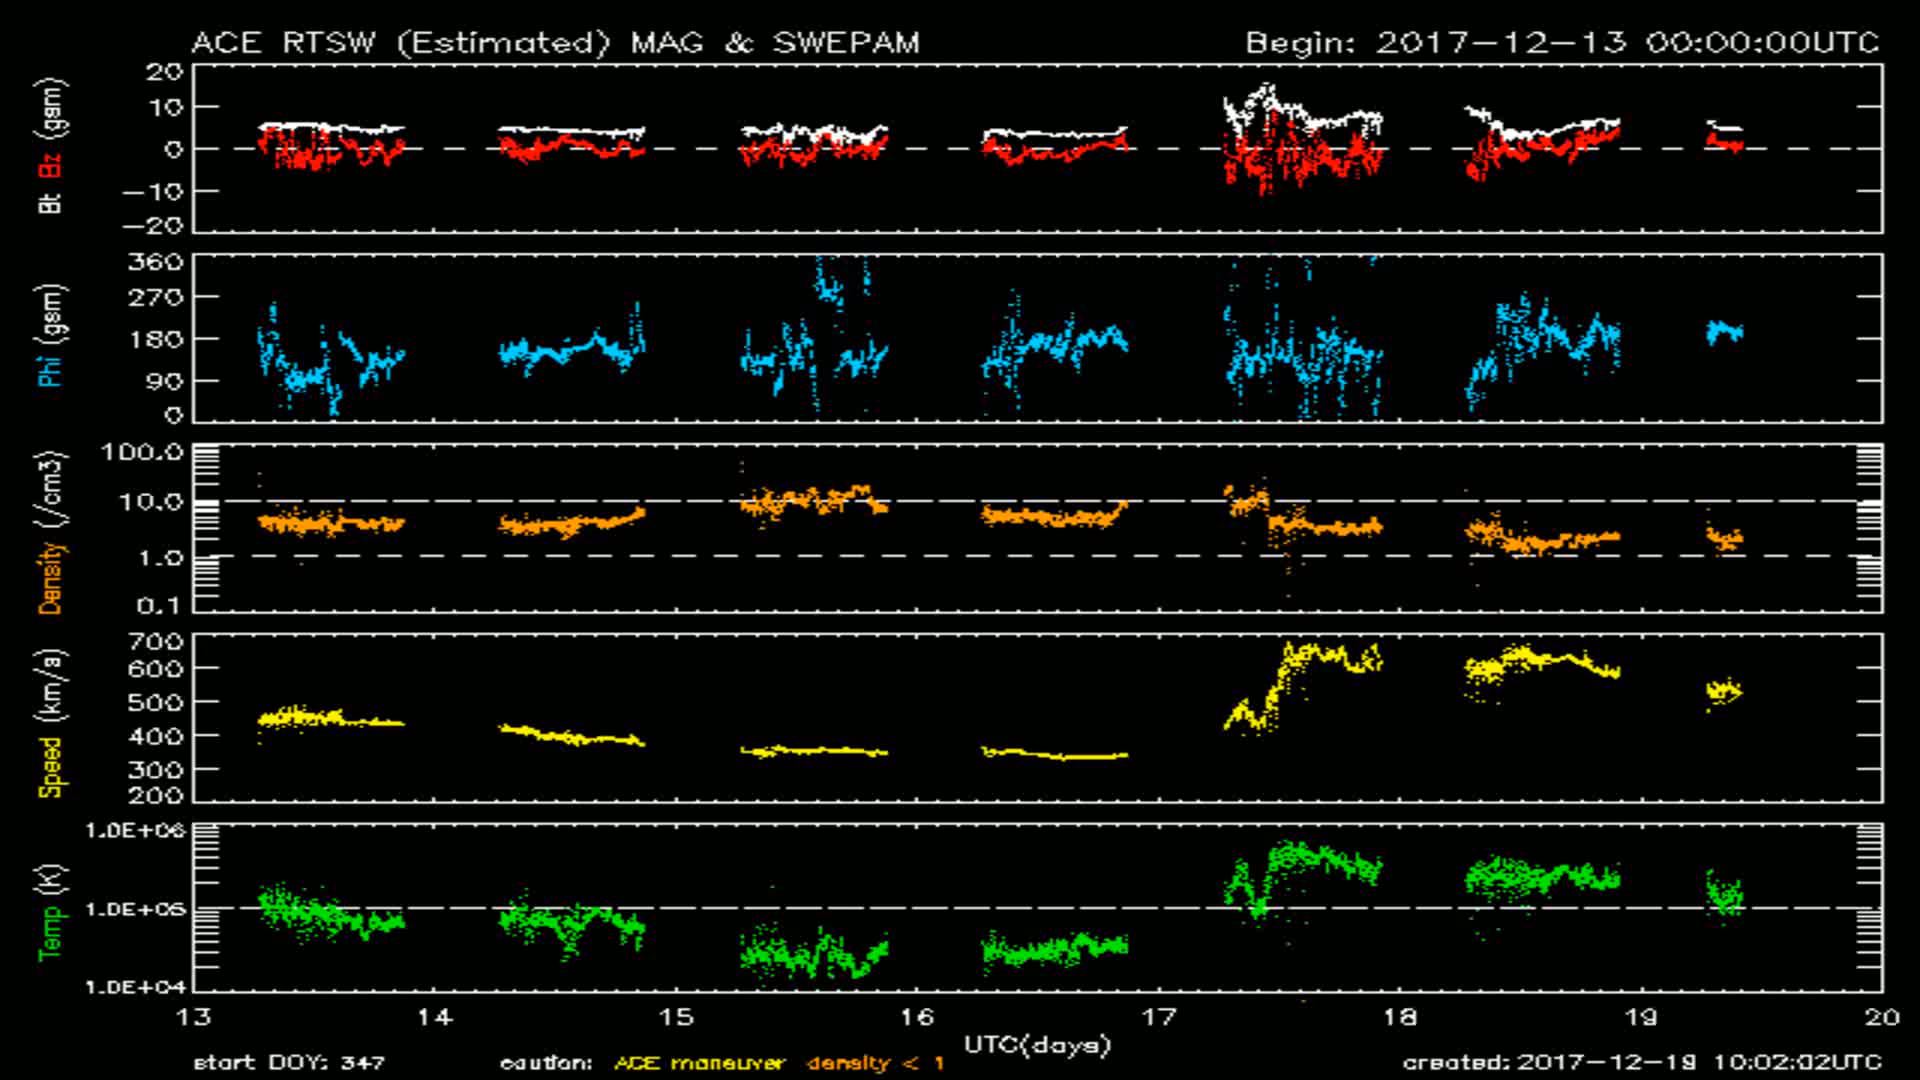 ACE RTSW (Estimated) MAG & SWEPAM Begin: 2017-12-13 00:00:00UTC
20
10
0
-10
-20
Bt Bz (gsm)
360
270
180
90
0
Phi (gsm)
100.0
10.0
1.0
0.1
Density (/cm3)
700
600
500
400
300
200
Speed (km/s)
1.0E+06
1.0E+05
1.0E+04
Temp (K)
13 14 15 16 17 18 19 20
UTC(days)
start DOY: 347 caution: ACE maneuver density < 1 created: 2017-12-19 10:02:02UTC